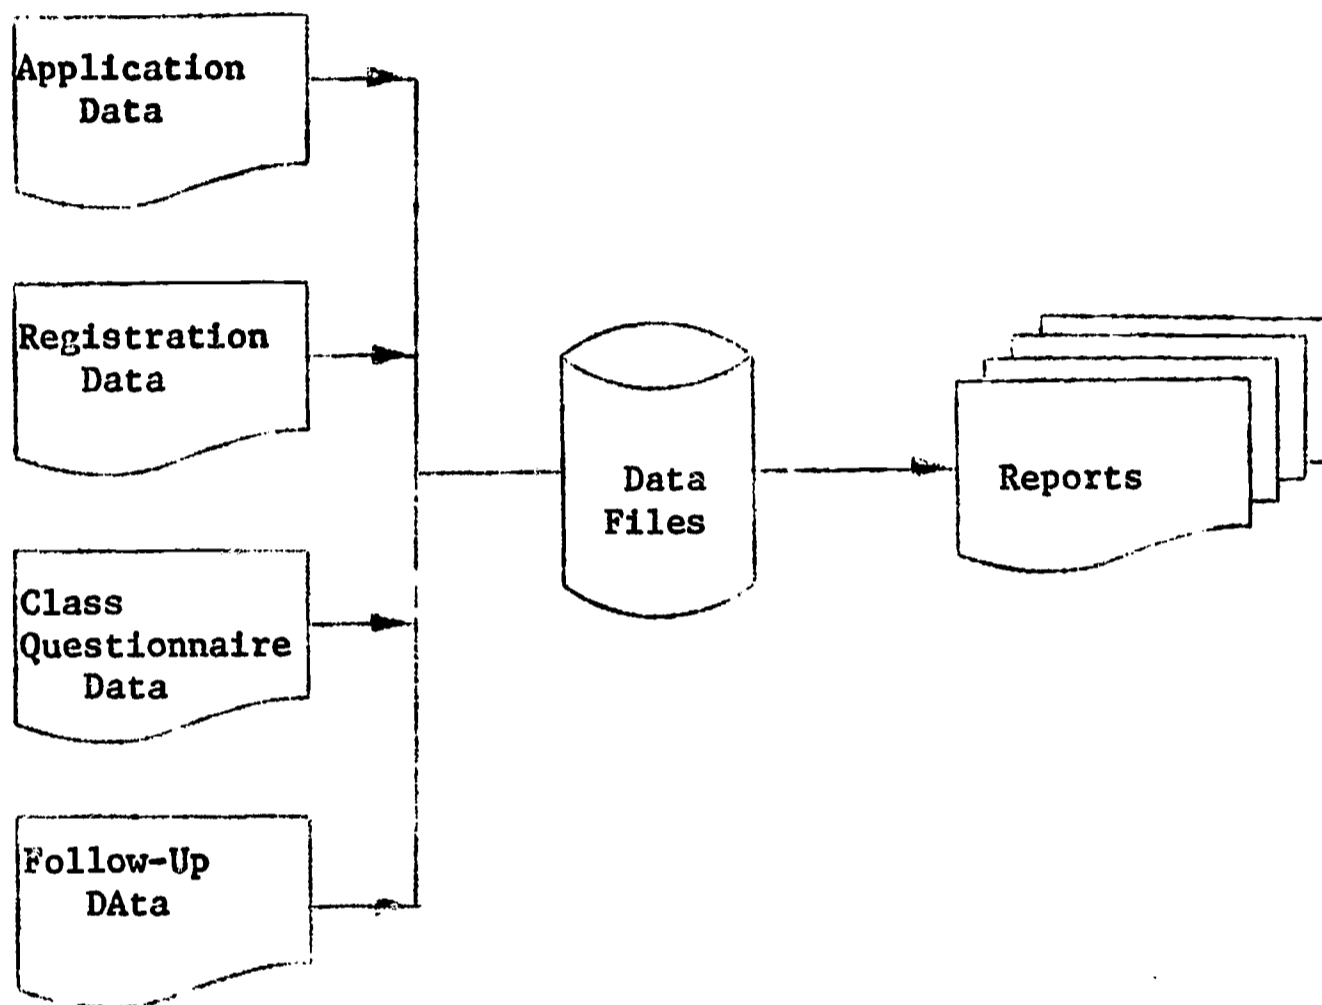 Application
Data
Registration
Data
Class
Questionnaire
Data
Follow-Up
DAta
Data
Files
Reports